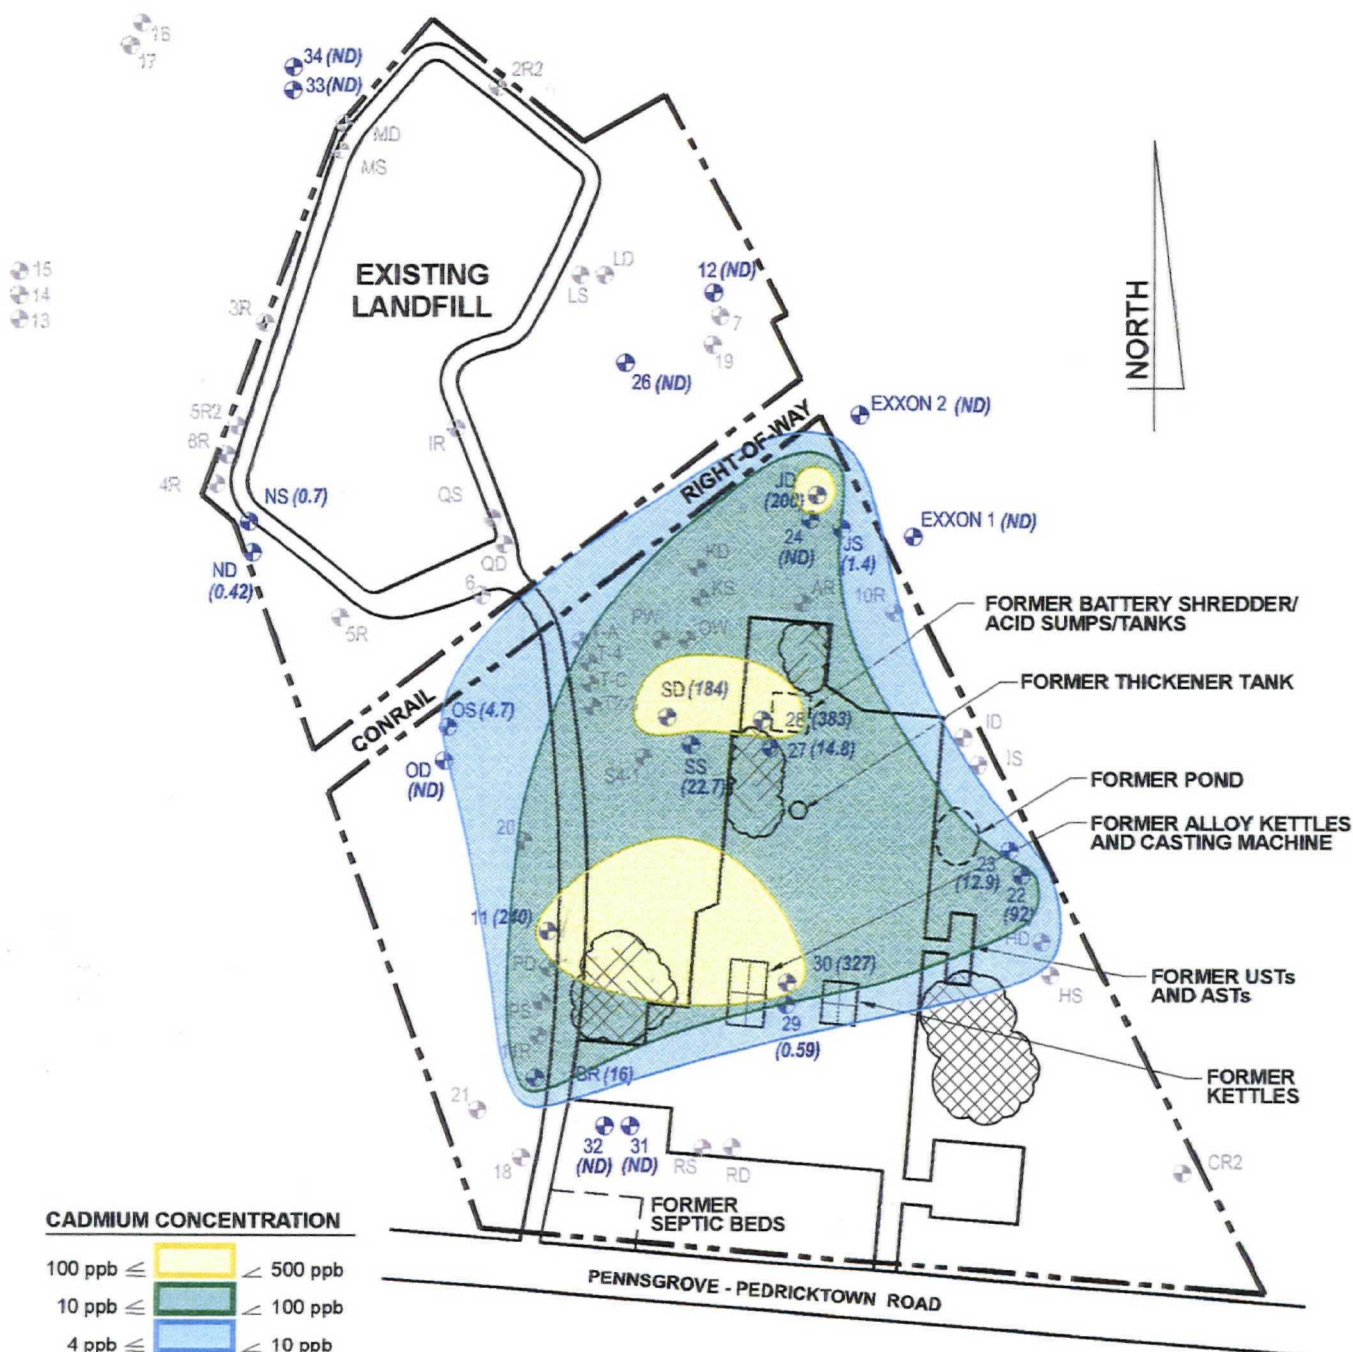 16
17
34 (ND)
33 (ND)
2R2
MD
MS
15
14
13
EXISTING
LANDFILL
LD
LS
12 (ND)
7
19
3R
26 (ND)
NORTH
5R2
8R
4R
IR
EXXON 2 (ND)
RIGHT-OF-WAY
CONRAIL
QS
QD
NS (0.7)
ND
(0.42)
6
5R
JD
(200)
24
(ND)
JS
(1.4)
EXXON 1 (ND)
KD
KS
AR
10R
PW
OW
T-A
T-4
T-C
T2-
FORMER BATTERY SHREDDER/
ACID SUMPS/TANKS
FORMER THICKENER TANK
SD (184)
28 (383)
27 (14.8)
SS
(22.7)
S4-1
OS (4.7)
OD
(ND)
ID
IS
FORMER POND
FORMER ALLOY KETTLES
AND CASTING MACHINE
20
23
(12.9)
22
(92)
11 (240)
HD
HS
PD
PS
30 (327)
29
(0.59)
FORMER USTs
AND ASTs
11R
BR (16)
FORMER
KETTLES
21
18
32
(ND)
31
(ND)
RS
RD
CR2
FORMER
SEPTIC BEDS
PENNSGROVE - PEDRICKTOWN ROAD
CADMIUM CONCENTRATION
100 ppb ≤ ∠ 500 ppb
10 ppb ≤ ∠ 100 ppb
4 ppb ≤ ∠ 10 ppb